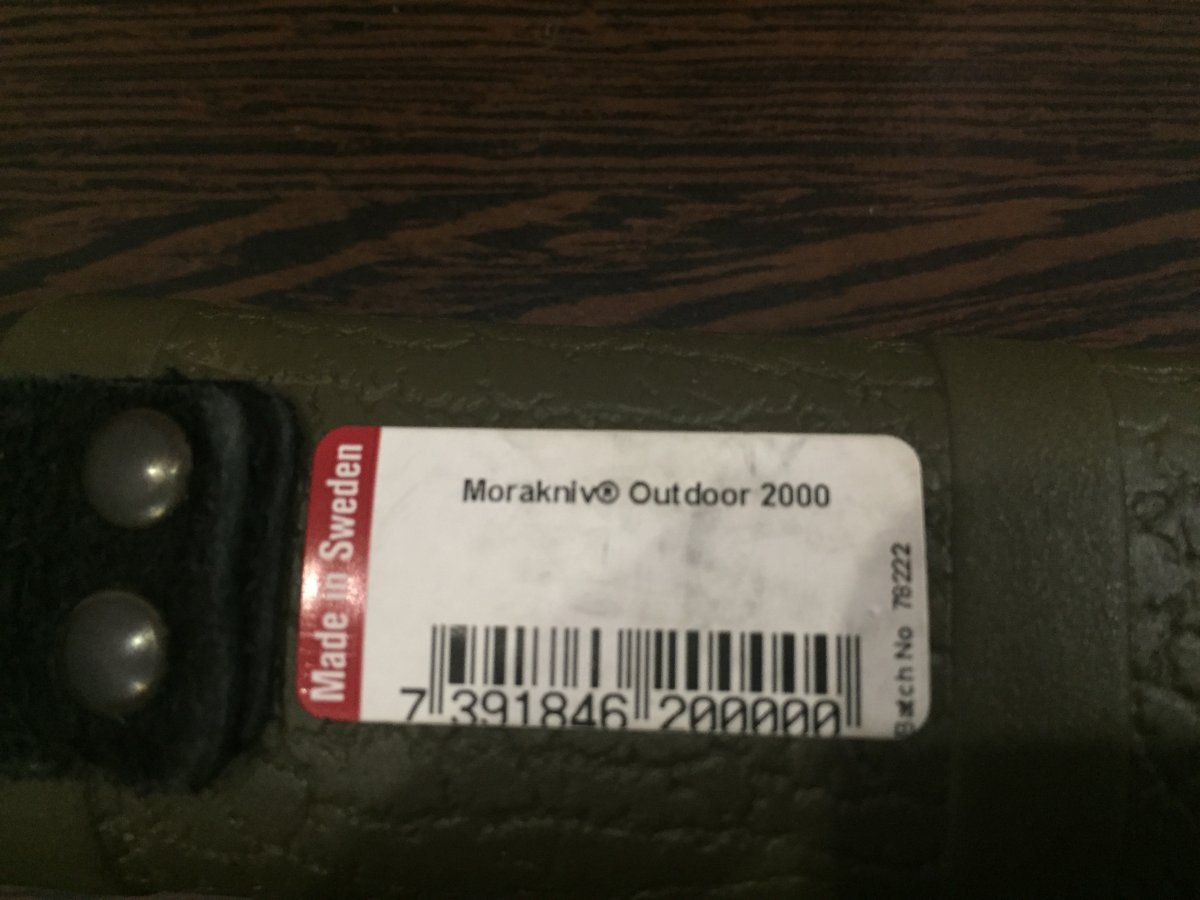 Made in Sweden
Morakniv® Outdoor 2000
Batch No 78222
7 391846 200000